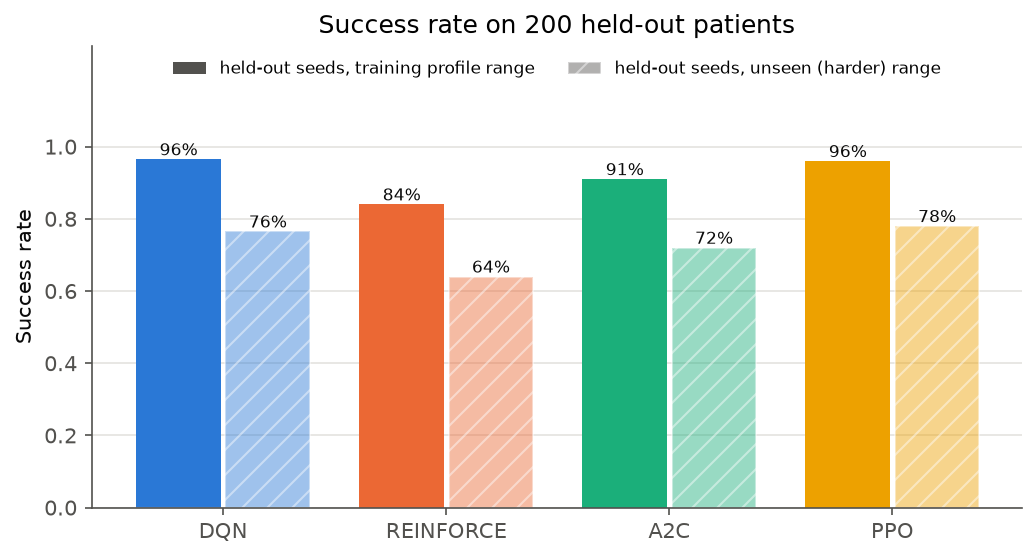 Success rate on 200 held-out patients
held-out seeds, training profile range
held-out seeds, unseen (harder) range
Success rate
1.0
0.8
0.6
0.4
0.2
0.0
96%
76%
84%
64%
91%
72%
96%
78%
DQN
REINFORCE
A2C
PPO